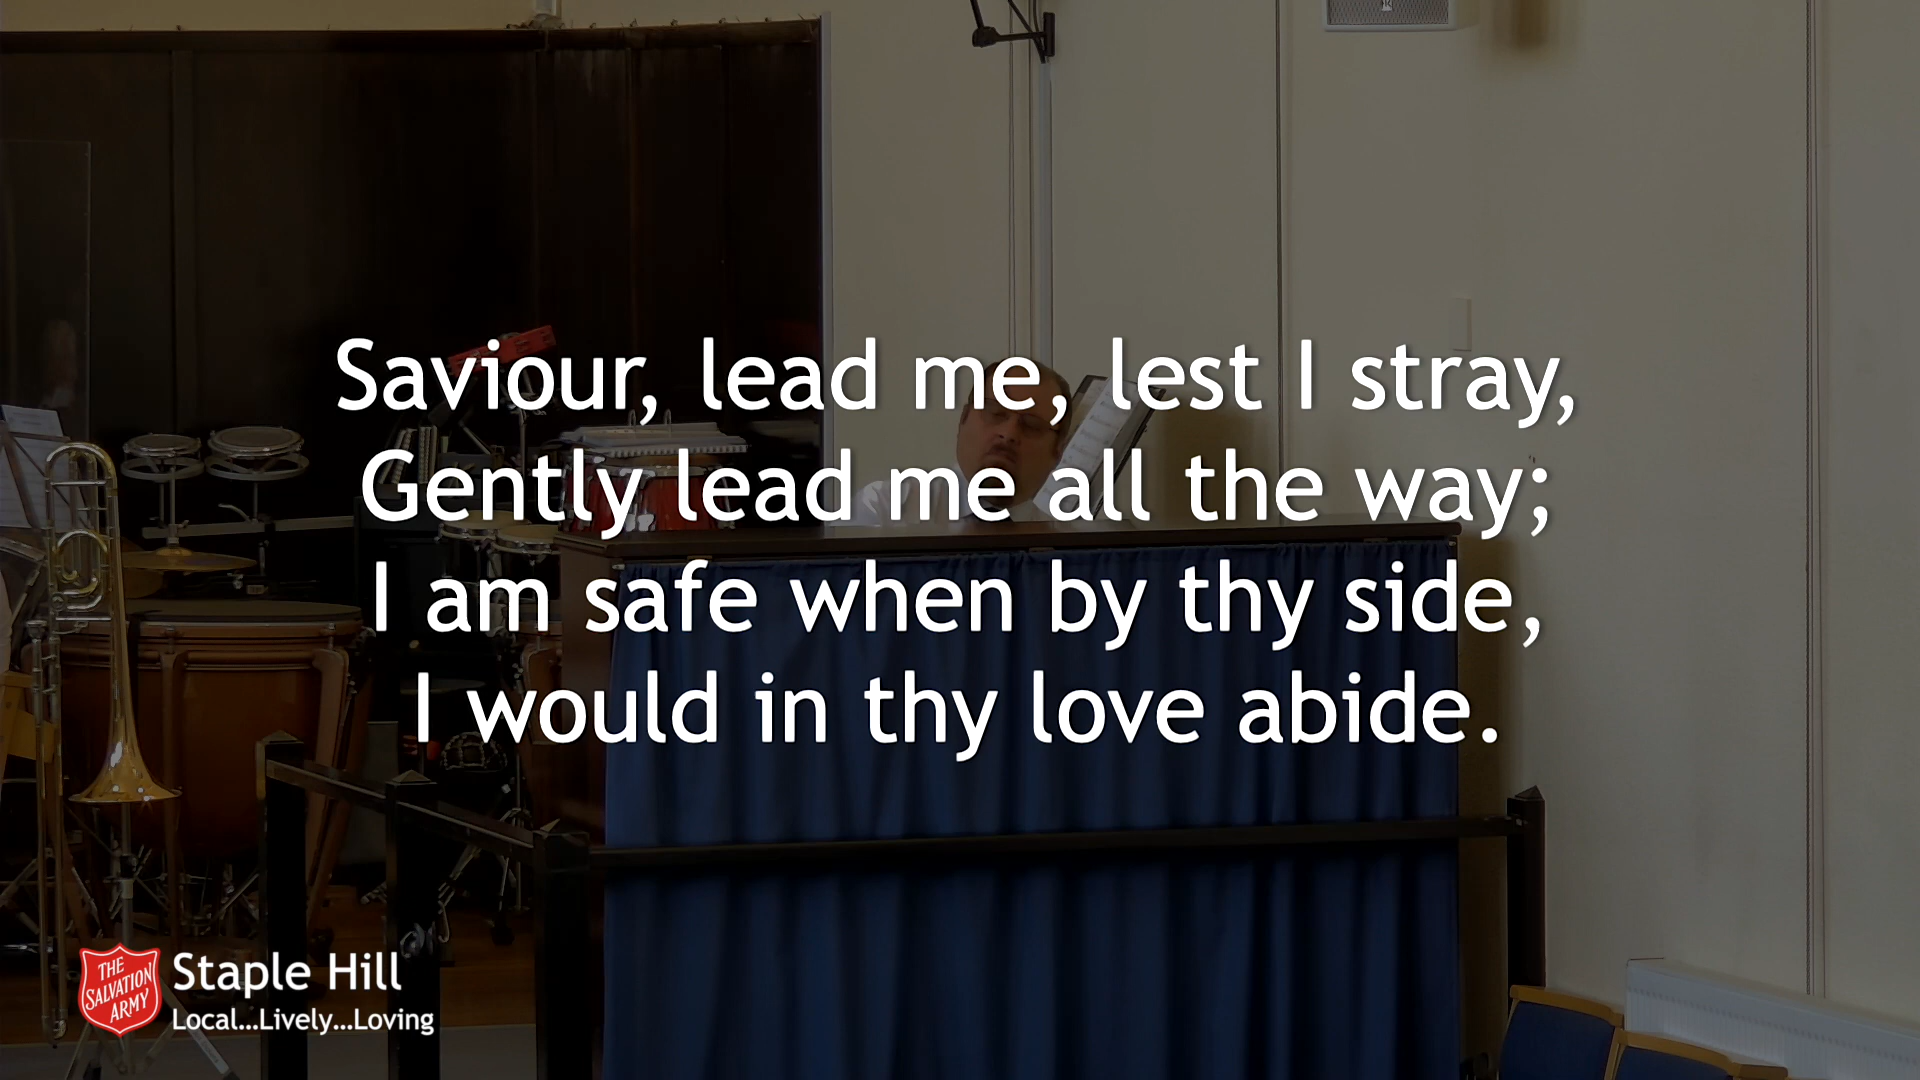 Saviour, lead me, lest I stray,
Gently lead me all the way;
I am safe when by thy side,
I would in thy love abide.
THE
SALVATION
ARMY
Staple Hill
Local...Lively...Loving